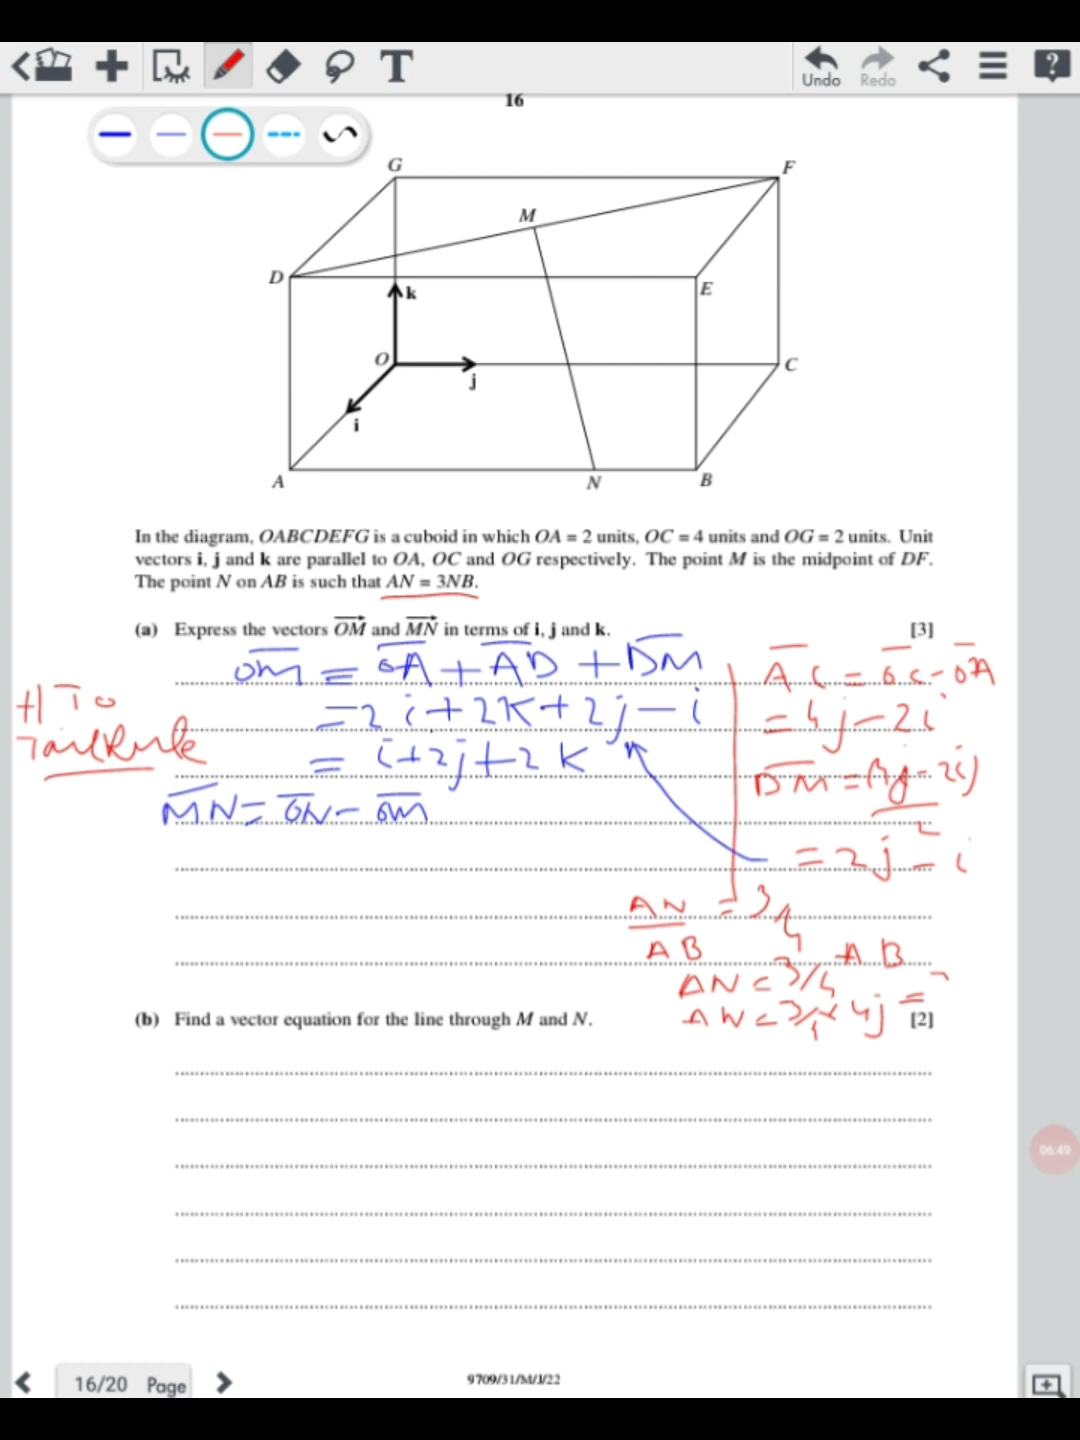 Undo Redo
16
G
F
M
D
k
E
O
C
j
i
A
N
B
In the diagram, OABCDEFG is a cuboid in which OA = 2 units, OC = 4 units and OG = 2 units. Unit
vectors i, j and k are parallel to OA, OC and OG respectively. The point M is the midpoint of DF.
The point N on AB is such that AN = 3NB.
(a) Express the vectors OM and MN in terms of i, j and k. [3]
OM = OA + AD + DM
= 2i + 2k + 2j - i
= i + 2j + 2k
MN = ON - OM
H To
Tail Rule
AC = OC - OA
= 4j - 2i
= 2j - i
AN/AB = 3/4
AN = 3/4 AB
AN = 3/4 × 4j =
(b) Find a vector equation for the line through M and N. [2]
06:49
16/20 Page
9709/31/M/J/22